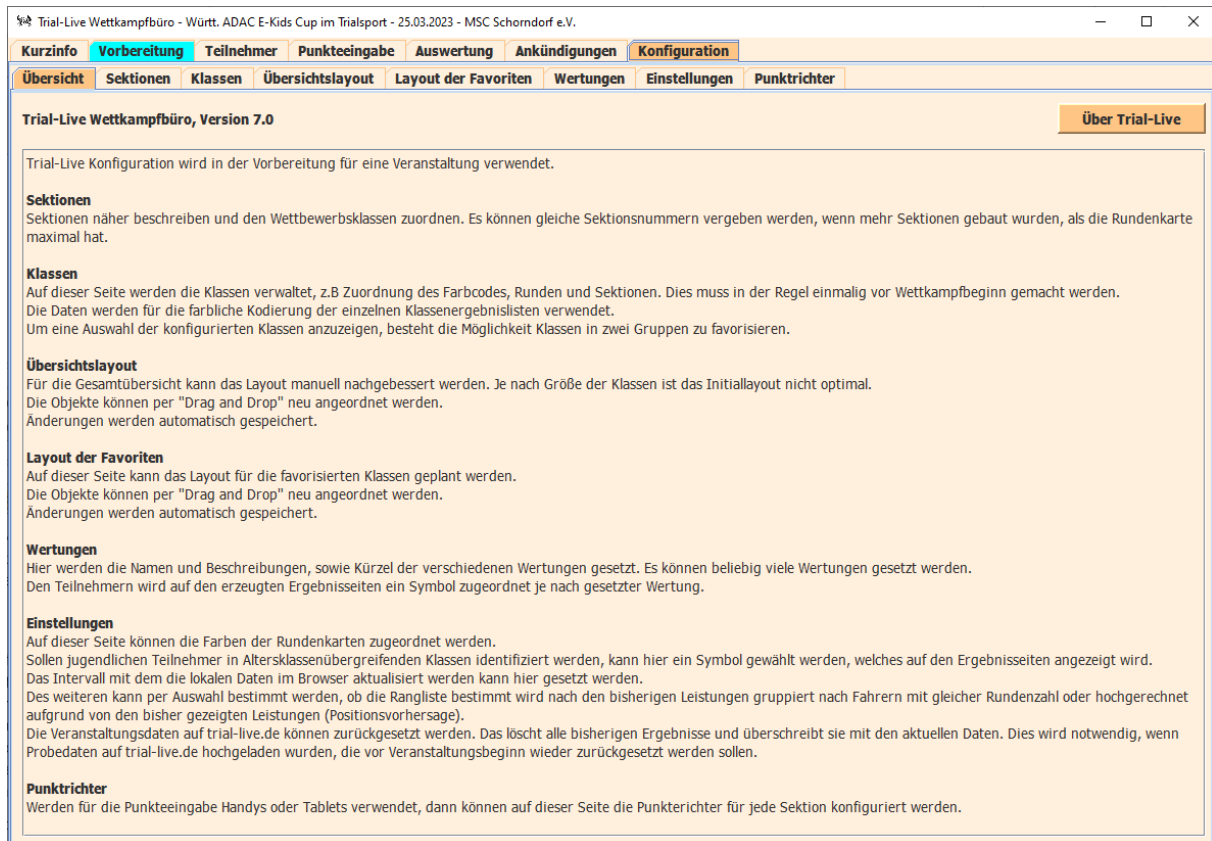 Trial-Live Wettkampfbüro - Württ. ADAC E-Kids Cup im Trialsport - 25.03.2023 - MSC Schorndorf e.V.
Kurzinfo Vorbereitung Teilnehmer Punkteeingabe Auswertung Ankündigungen Konfiguration
Übersicht Sektionen Klassen Übersichtslayout Layout der Favoriten Wertungen Einstellungen Punktrichter
Trial-Live Wettkampfbüro, Version 7.0 Über Trial-Live
Trial-Live Konfiguration wird in der Vorbereitung für eine Veranstaltung verwendet.
Sektionen
Sektionen näher beschreiben und den Wettbewerbsklassen zuordnen. Es können gleiche Sektionsnummern vergeben werden, wenn mehr Sektionen gebaut wurden, als die Rundenkarte
maximal hat.
Klassen
Auf dieser Seite werden die Klassen verwaltet, z.B Zuordnung des Farbcodes, Runden und Sektionen. Dies muss in der Regel einmalig vor Wettkampfbeginn gemacht werden.
Die Daten werden für die farbliche Kodierung der einzelnen Klassenergebnislisten verwendet.
Um eine Auswahl der konfigurierten Klassen anzuzeigen, besteht die Möglichkeit Klassen in zwei Gruppen zu favorisieren.
Übersichtslayout
Für die Gesamtübersicht kann das Layout manuell nachgebessert werden. Je nach Größe der Klassen ist das Initiallayout nicht optimal.
Die Objekte können per "Drag and Drop" neu angeordnet werden.
Änderungen werden automatisch gespeichert.
Layout der Favoriten
Auf dieser Seite kann das Layout für die favorisierten Klassen geplant werden.
Die Objekte können per "Drag and Drop" neu angeordnet werden.
Änderungen werden automatisch gespeichert.
Wertungen
Hier werden die Namen und Beschreibungen, sowie Kürzel der verschiedenen Wertungen gesetzt. Es können beliebig viele Wertungen gesetzt werden.
Den Teilnehmern wird auf den erzeugten Ergebnisseiten ein Symbol zugeordnet je nach gesetzter Wertung.
Einstellungen
Auf dieser Seite können die Farben der Rundenkarten zugeordnet werden.
Sollen jugendlichen Teilnehmer in Altersklassenübergreifenden Klassen identifiziert werden, kann hier ein Symbol gewählt werden, welches auf den Ergebnisseiten angezeigt wird.
Das Intervall mit dem die lokalen Daten im Browser aktualisiert werden kann hier gesetzt werden.
Des weiteren kann per Auswahl bestimmt werden, ob die Rangliste bestimmt wird nach den bisherigen Leistungen gruppiert nach Fahrern mit gleicher Rundenzahl oder hochgerechnet
aufgrund von den bisher gezeigten Leistungen (Positionsvorhersage).
Die Veranstaltungsdaten auf trial-live.de können zurückgesetzt werden. Das löscht alle bisherigen Ergebnisse und überschreibt sie mit den aktuellen Daten. Dies wird notwendig, wenn
Probedaten auf trial-live.de hochgeladen wurden, die vor Veranstaltungsbeginn wieder zurückgesetzt werden sollen.
Punktrichter
Werden für die Punkteeingabe Handys oder Tablets verwendet, dann können auf dieser Seite die Punkterichter für jede Sektion konfiguriert werden.